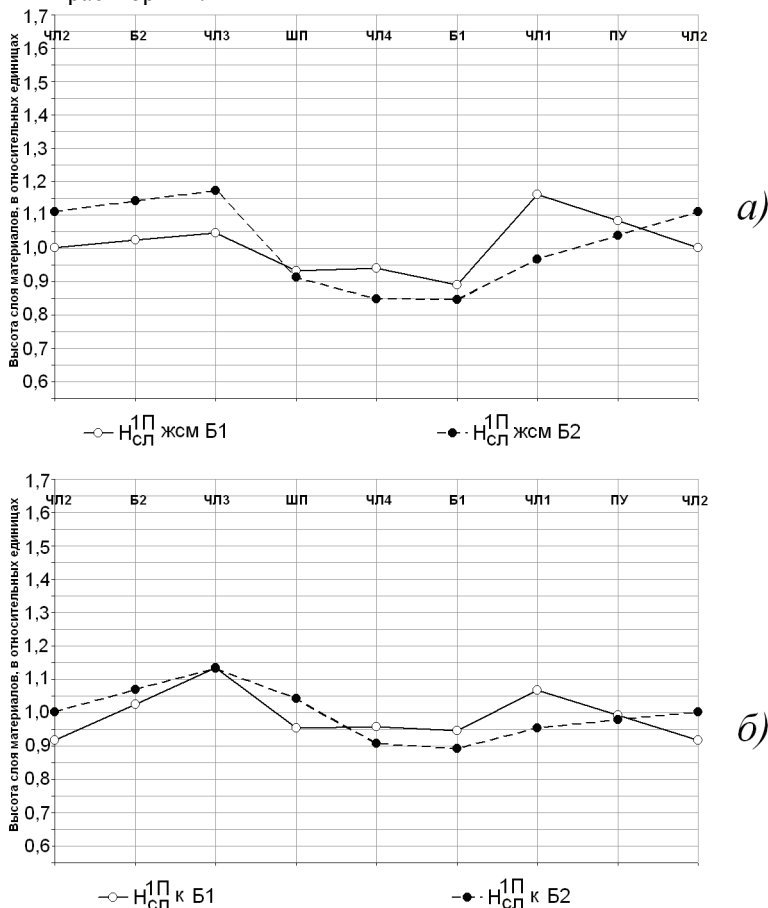 1,7
ЧЛ2 Б2 ЧЛ3 ШП ЧЛ4 Б1 ЧЛ1 ПУ ЧЛ2
1,6
1,5
1,4
1,3
1,2
1,1
1,0
0,9
0,8
0,7
0,6
Высота слоя материалов, в относительных единицах
а)
Н 1П СЛ жсм Б1
Н 1П СЛ жсм Б2
1,7
ЧЛ2 Б2 ЧЛ3 ШП ЧЛ4 Б1 ЧЛ1 ПУ ЧЛ2
1,6
1,5
1,4
1,3
1,2
1,1
1,0
0,9
0,8
0,7
0,6
Высота слоя материалов, в относительных единицах
б)
Н 1П СЛ к Б1
Н 1П СЛ к Б2